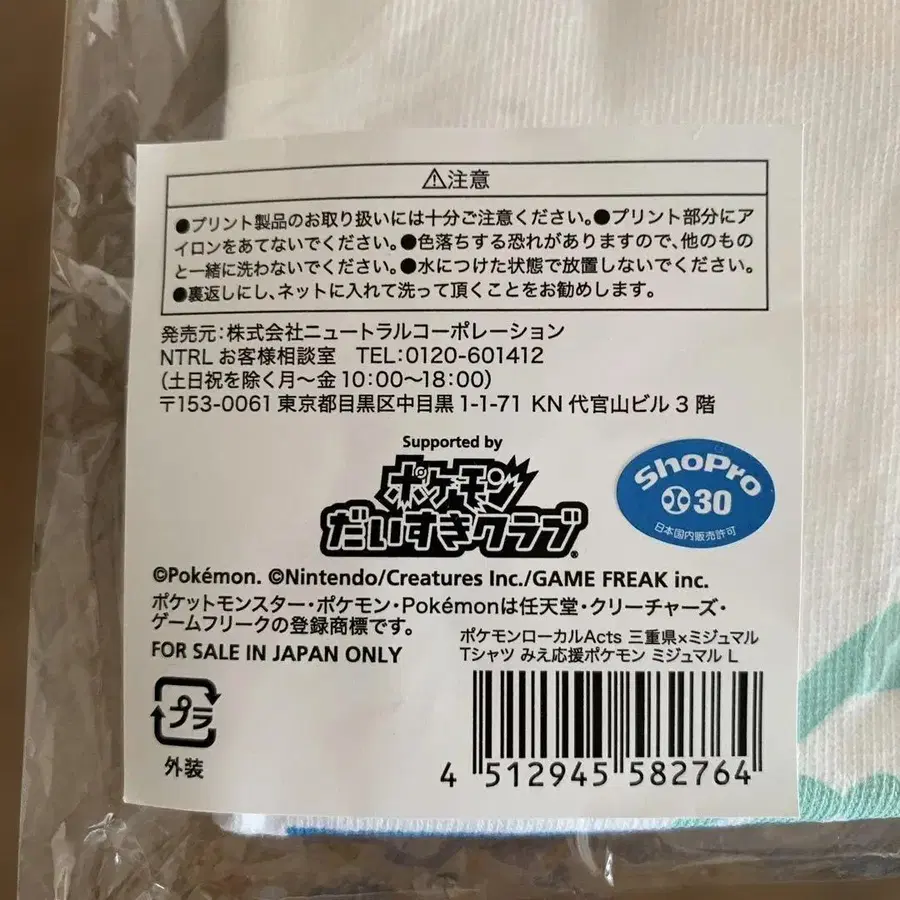 ⚠注意
●プリント製品のお取り扱いには十分ご注意ください。●プリント部分にア
イロンをあてないでください。●色落ちする恐れがありますので、他のもの
と一緒に洗わないでください。●水につけた状態で放置しないでください。
●裏返しにし、ネットに入れて洗って頂くことをお勧めします。
発売元:株式会社ニュートラルコーポレーション
NTRL お客様相談室 TEL:0120-601412
(土日祝を除く月〜金 10:00〜18:00)
〒153-0061 東京都目黒区中目黒1-1-71 KN 代官山ビル 3 階
Supported by
ポケモン
だいすきクラブ®
ShoPro
30
日本国内販売許可
©Pokémon. ©Nintendo/Creatures Inc./GAME FREAK inc.
ポケットモンスター・ポケモン・Pokémonは任天堂・クリーチャーズ・
ゲームフリークの登録商標です。
FOR SALE IN JAPAN ONLY
ポケモンローカルActs 三重県×ミジュマル
Tシャツ みえ応援ポケモン ミジュマル L
プラ
外装
4 512945 582764